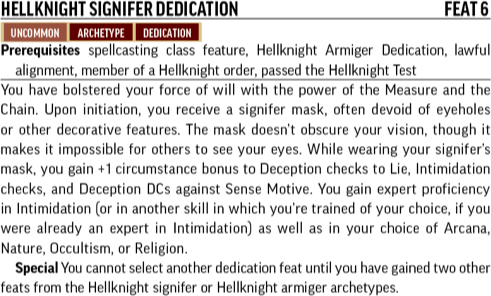 HELLKNIGHT SIGNIFER DEDICATION FEAT 6
UNCOMMON ARCHETYPE DEDICATION
Prerequisites spellcasting class feature, Hellknight Armiger Dedication, lawful
alignment, member of a Hellknight order, passed the Hellknight Test
You have bolstered your force of will with the power of the Measure and the
Chain. Upon initiation, you receive a signifer mask, often devoid of eyeholes
or other decorative features. The mask doesn't obscure your vision, though it
makes it impossible for others to see your eyes. While wearing your signifer's
mask, you gain +1 circumstance bonus to Deception checks to Lie, Intimidation
checks, and Deception DCs against Sense Motive. You gain expert proficiency
in Intimidation (or in another skill in which you're trained of your choice, if you
were already an expert in Intimidation) as well as in your choice of Arcana,
Nature, Occultism, or Religion.
Special You cannot select another dedication feat until you have gained two other
feats from the Hellknight signifer or Hellknight armiger archetypes.